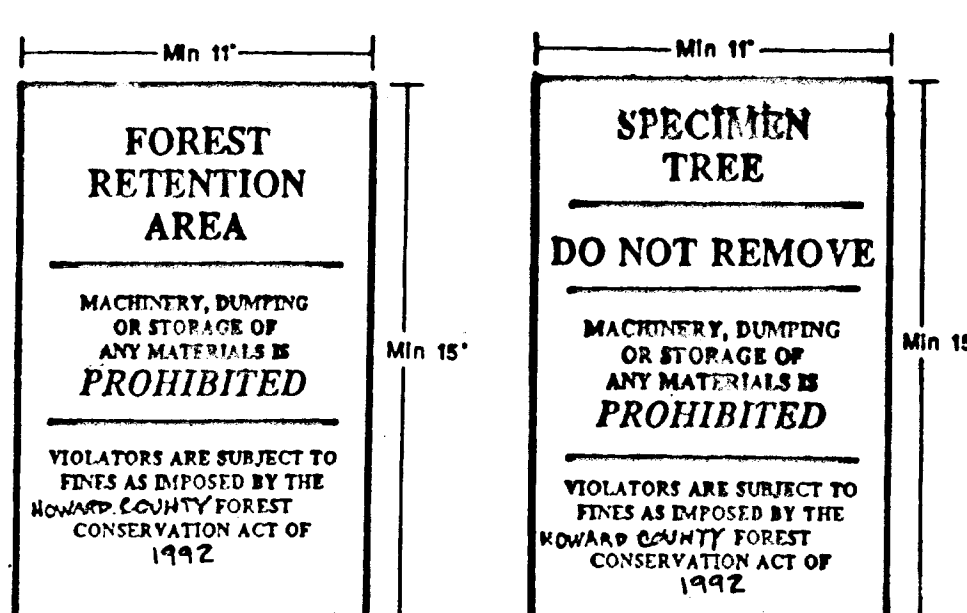 Min 11"
FOREST
RETENTION
AREA
MACHINERY, DUMPING
OR STORAGE OF
ANY MATERIALS IS
PROHIBITED
VIOLATORS ARE SUBJECT TO
FINES AS IMPOSED BY THE
HOWARD COUNTY FOREST
CONSERVATION ACT OF
1992
Min 15"
Min 11"
SPECIMEN
TREE
DO NOT REMOVE
MACHINERY, DUMPING
OR STORAGE OF
ANY MATERIALS IS
PROHIBITED
VIOLATORS ARE SUBJECT TO
FINES AS IMPOSED BY THE
HOWARD COUNTY FOREST
CONSERVATION ACT OF
1992
Min 15